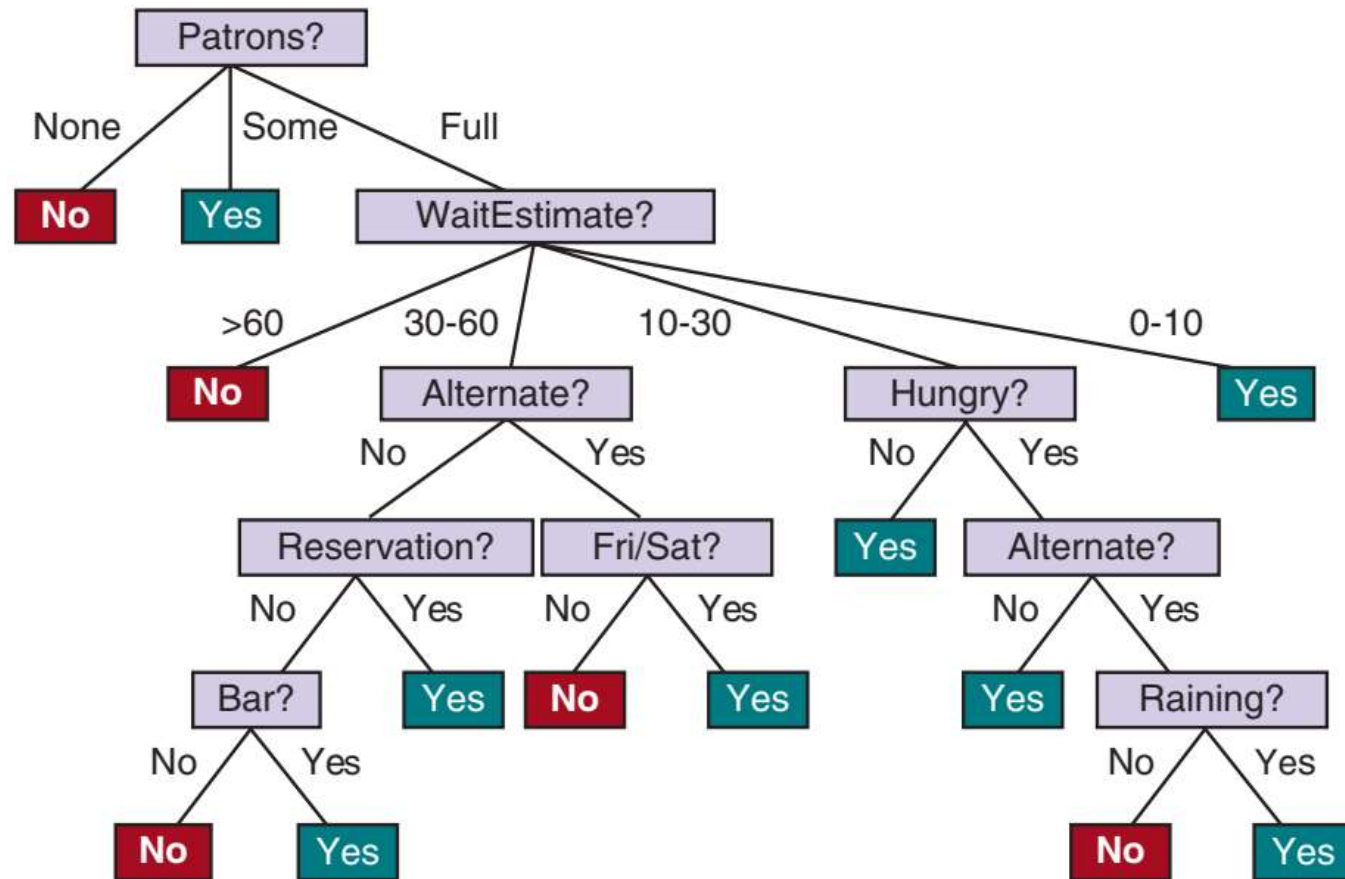 Patrons?
None Some Full
No Yes WaitEstimate?
>60 30-60 10-30 0-10
No Alternate? Hungry? Yes
No Yes No Yes
Reservation? Fri/Sat? Yes Alternate?
No Yes No Yes No Yes
Bar? Yes No Yes Yes Raining?
No Yes No Yes
No Yes No Yes